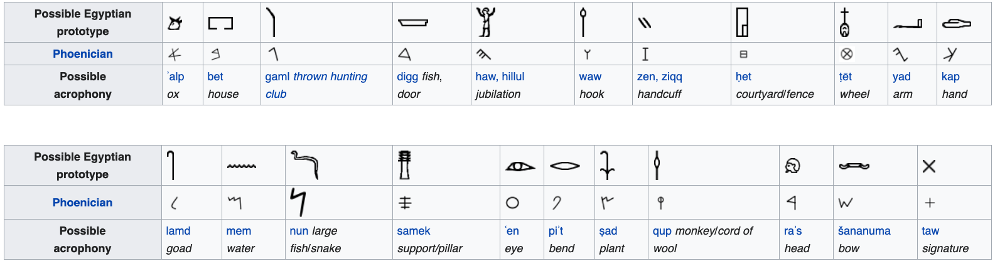 Possible Egyptian
prototype
Phoenician 𐤀 𐤁 𐤂 𐤃 𐤄 𐤅 𐤆 𐤇 𐤈 𐤉 𐤊
Possible ʾalp bet gaml thrown hunting digg fish, haw, hillul waw zen, ziqq ḥet ṭēt yad kap
acrophony ox house club door jubilation hook handcuff courtyard/fence wheel arm hand
Possible Egyptian
prototype
Phoenician 𐤋 𐤌 𐤍 𐤎 𐤏 𐤐 𐤑 𐤒 𐤓 𐤔 𐤕
Possible lamd mem nun large samek ʿen piʾt ṣad qup monkey/cord of raʾs šananuma taw
acrophony goad water fish/snake support/pillar eye bend plant wool head bow signature